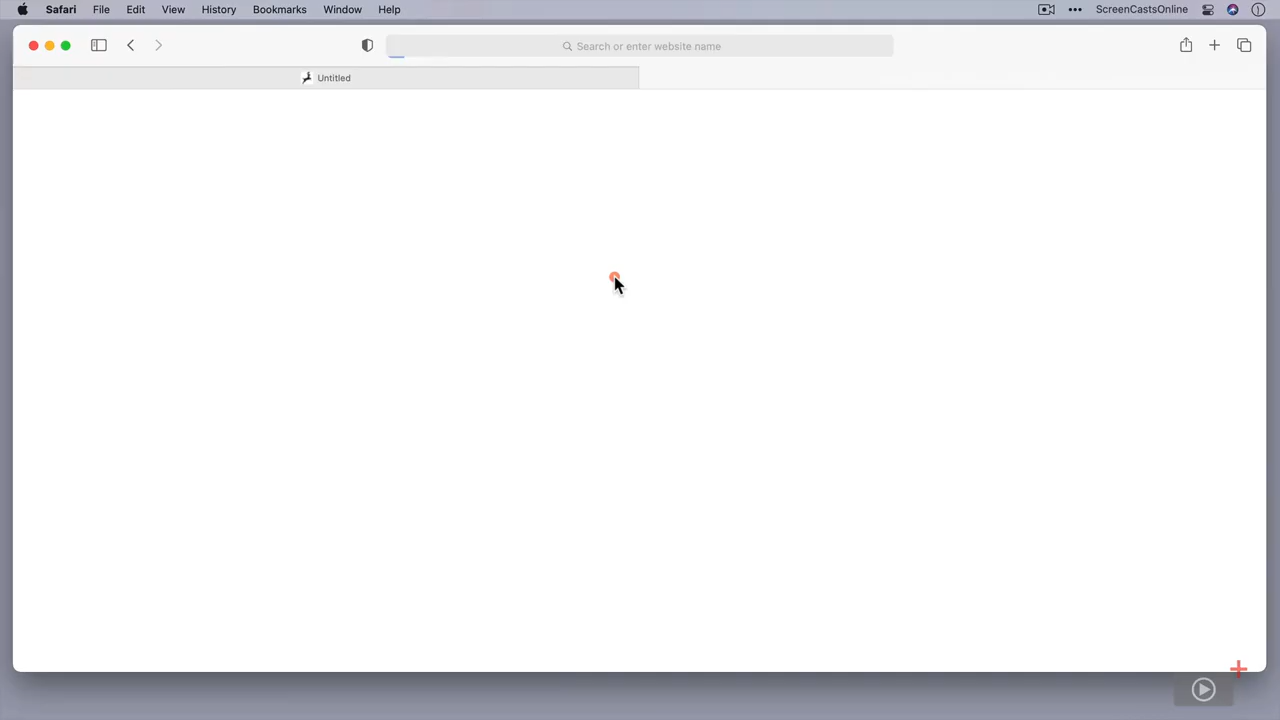 Safari File Edit View History Bookmarks Window Help ScreenCastsOnline
Search or enter website name
Untitled